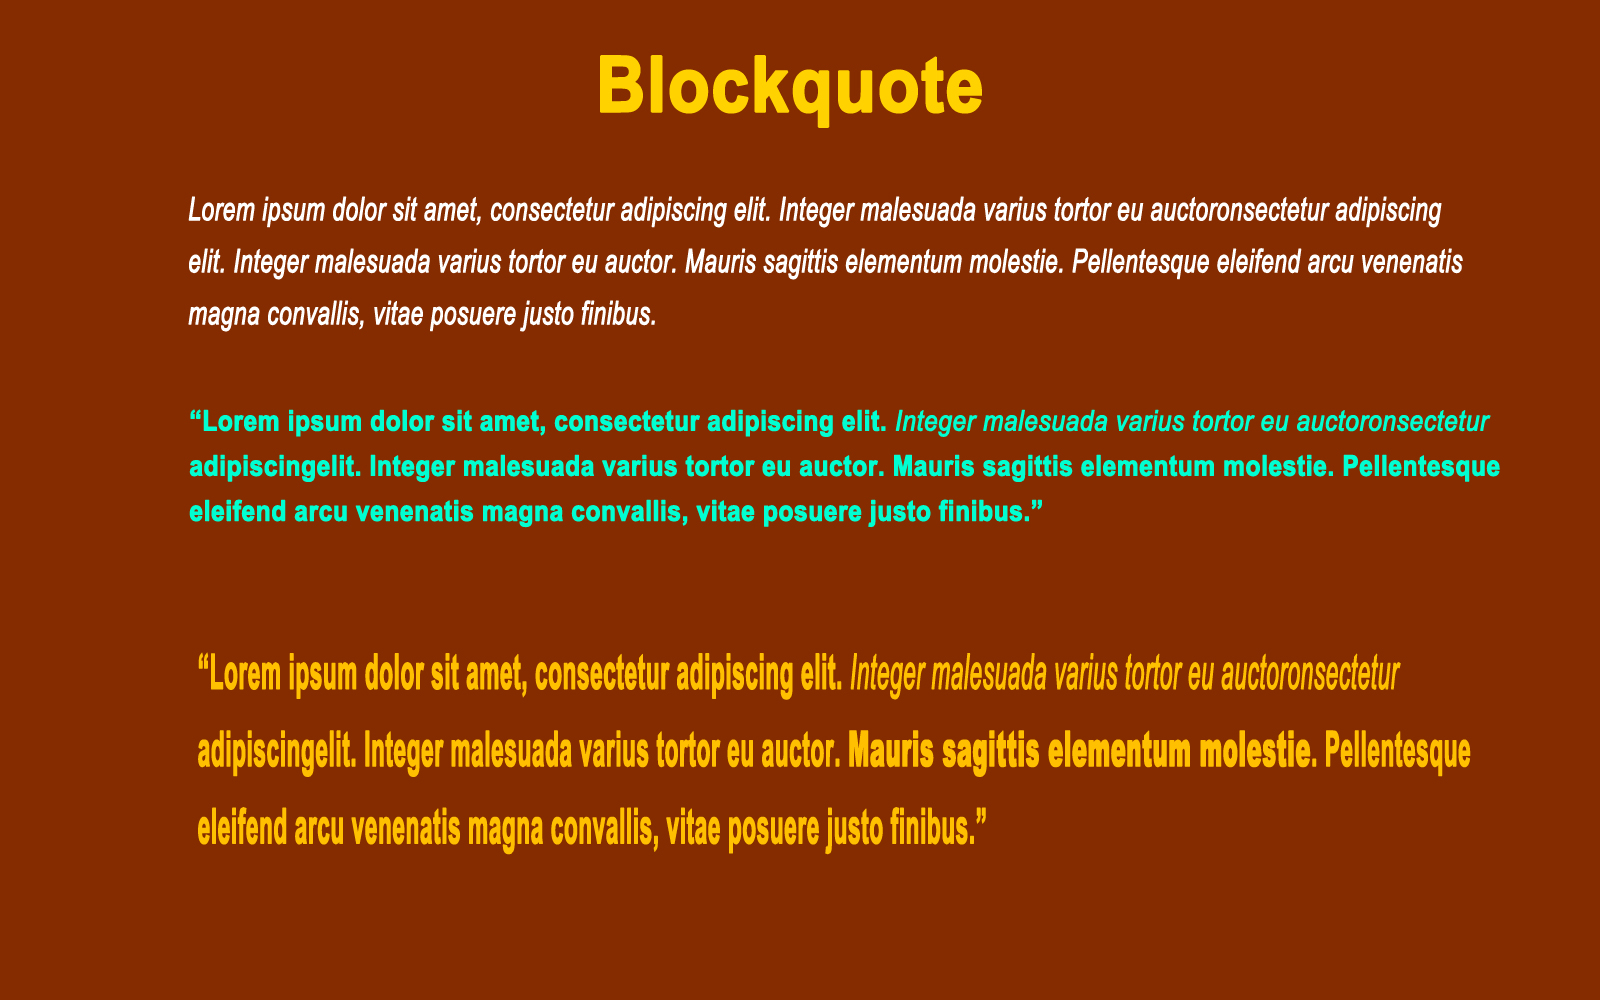 Blockquote
Lorem ipsum dolor sit amet, consectetur adipiscing elit. Integer malesuada varius tortor eu auctoronsectetur adipiscing
elit. Integer malesuada varius tortor eu auctor. Mauris sagittis elementum molestie. Pellentesque eleifend arcu venenatis
magna convallis, vitae posuere justo finibus.
“Lorem ipsum dolor sit amet, consectetur adipiscing elit. Integer malesuada varius tortor eu auctoronsectetur
adipiscingelit. Integer malesuada varius tortor eu auctor. Mauris sagittis elementum molestie. Pellentesque
eleifend arcu venenatis magna convallis, vitae posuere justo finibus.”
“Lorem ipsum dolor sit amet, consectetur adipiscing elit. Integer malesuada varius tortor eu auctoronsectetur
adipiscingelit. Integer malesuada varius tortor eu auctor. Mauris sagittis elementum molestie. Pellentesque
eleifend arcu venenatis magna convallis, vitae posuere justo finibus.”